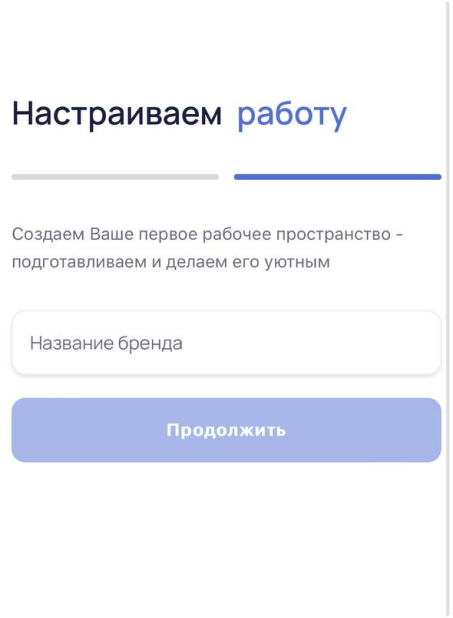 Настраиваем работу
Создаем Ваше первое рабочее пространство -
подготавливаем и делаем его уютным
Название бренда
Продолжить